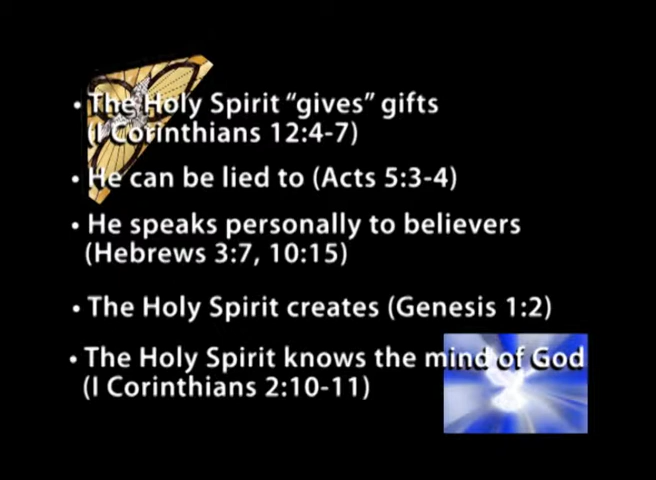 • The Holy Spirit “gives” gifts
(I Corinthians 12:4-7)
• He can be lied to (Acts 5:3-4)
• He speaks personally to believers
(Hebrews 3:7, 10:15)
• The Holy Spirit creates (Genesis 1:2)
• The Holy Spirit knows the mind of God
(I Corinthians 2:10-11)